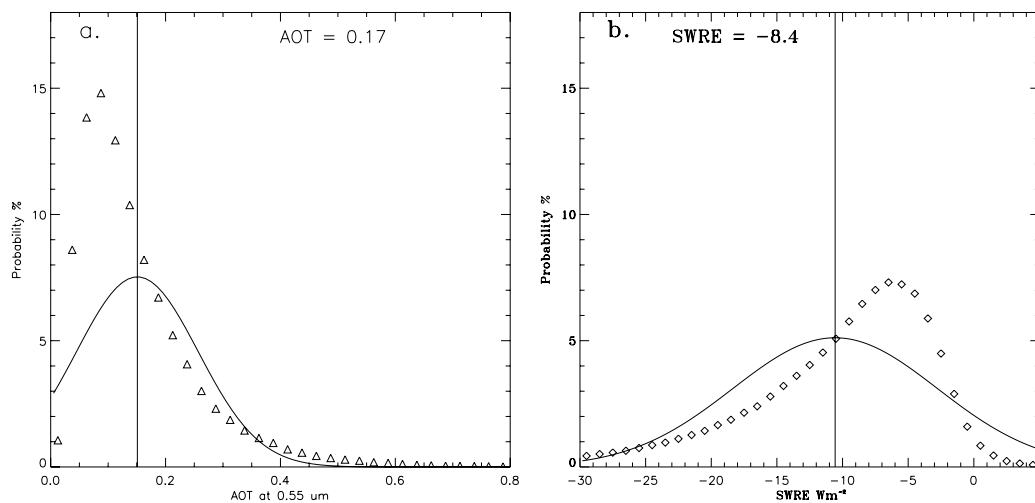 a.
AOT = 0.17
Probability %
15
10
5
0
0.0
0.2
0.4
0.6
0.8
AOT at 0.55 um
b.
SWRE = −8.4
Probability %
15
10
5
0
−30
−25
−20
−15
−10
−5
0
SWRE Wm⁻²